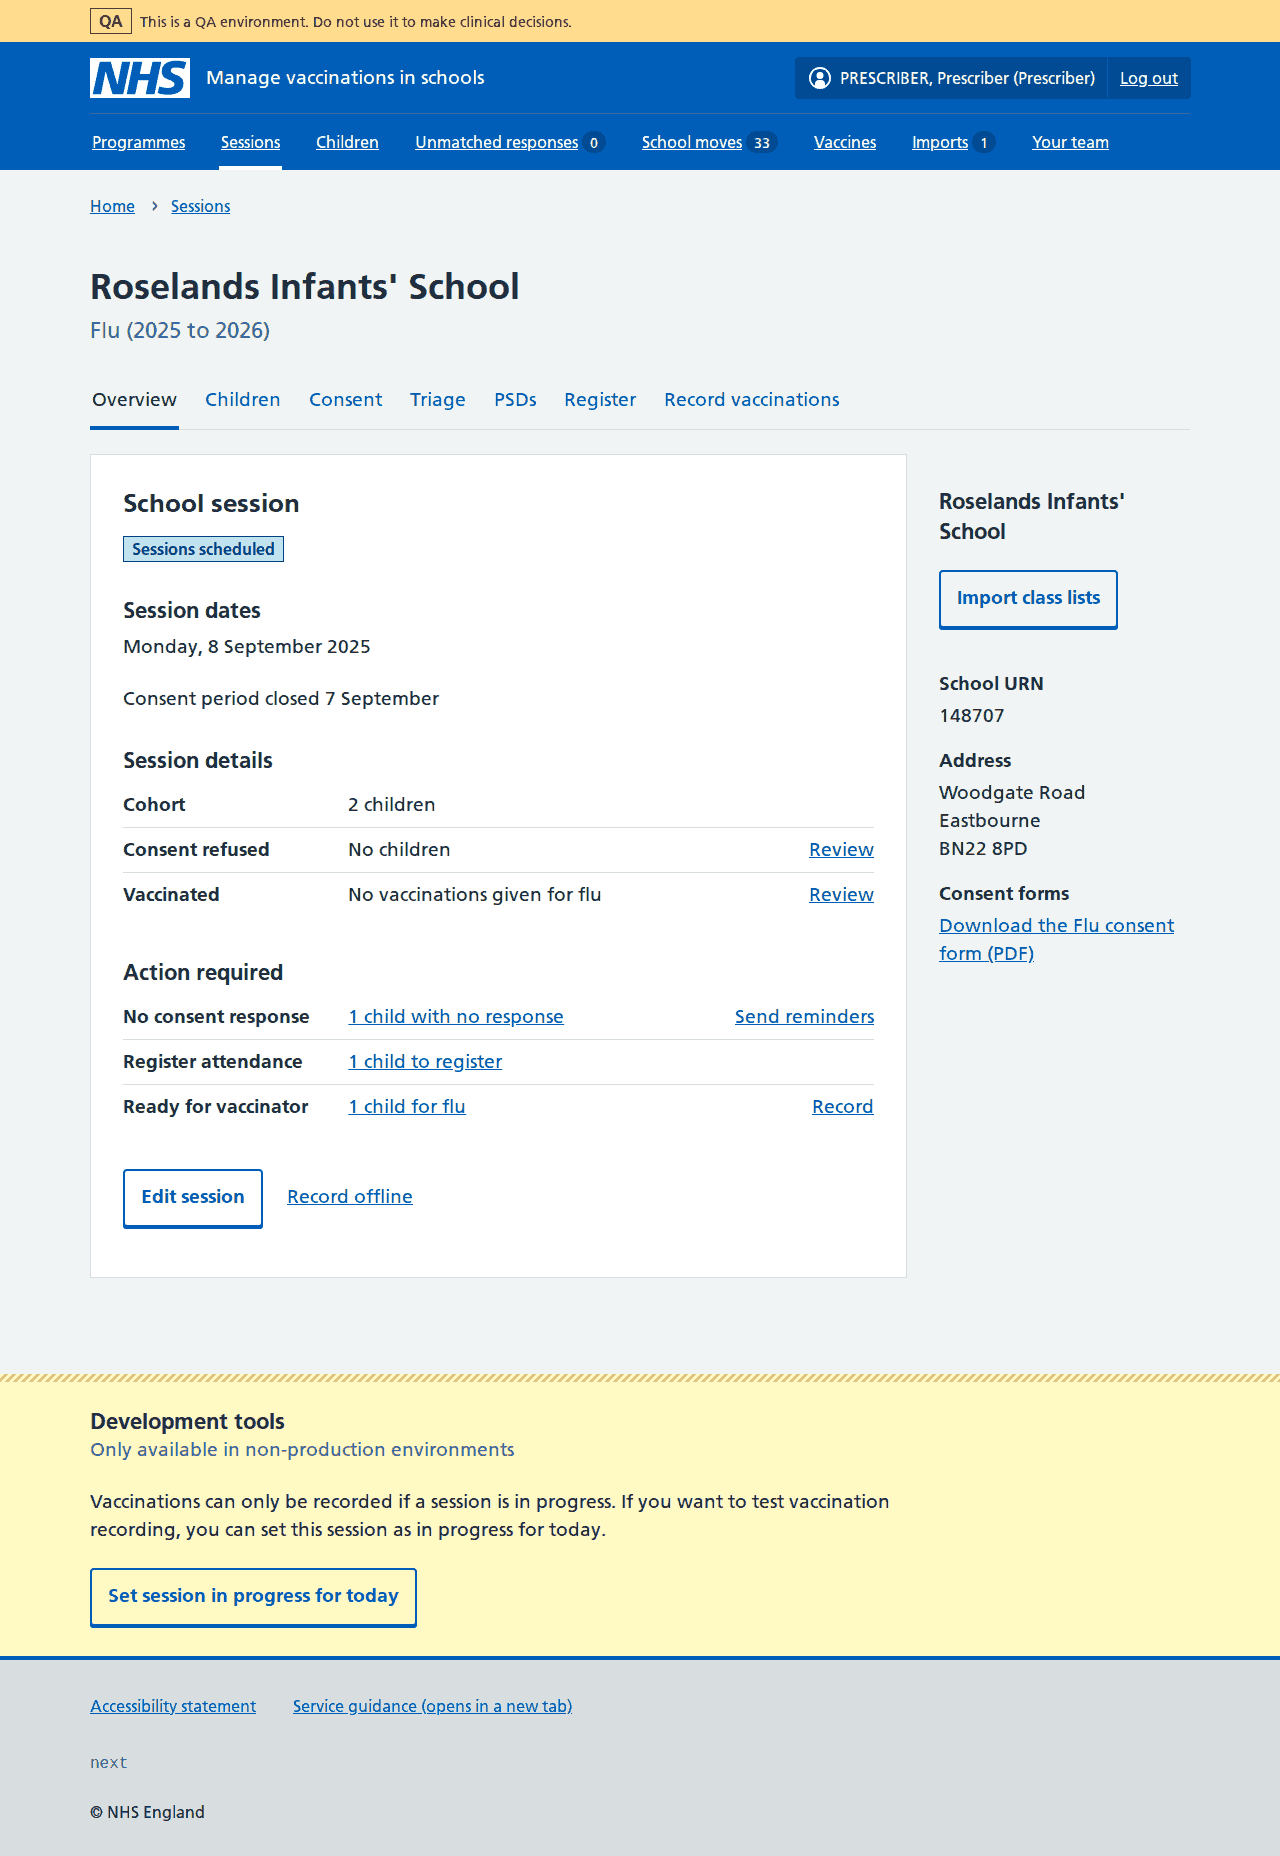 QA This is a QA environment. Do not use it to make clinical decisions.
NHS Manage vaccinations in schools PRESCRIBER, Prescriber (Prescriber) Log out
Programmes Sessions Children Unmatched responses 0 School moves 33 Vaccines Imports 1 Your team
Home › Sessions
Roselands Infants' School
Flu (2025 to 2026)
Overview Children Consent Triage PSDs Register Record vaccinations
School session
Sessions scheduled
Session dates
Monday, 8 September 2025
Consent period closed 7 September
Session details
Cohort 2 children
Consent refused No children Review
Vaccinated No vaccinations given for flu Review
Action required
No consent response 1 child with no response Send reminders
Register attendance 1 child to register
Ready for vaccinator 1 child for flu Record
Edit session Record offline
Roselands Infants'
School
Import class lists
School URN
148707
Address
Woodgate Road
Eastbourne
BN22 8PD
Consent forms
Download the Flu consent
form (PDF)
Development tools
Only available in non-production environments
Vaccinations can only be recorded if a session is in progress. If you want to test vaccination
recording, you can set this session as in progress for today.
Set session in progress for today
Accessibility statement Service guidance (opens in a new tab)
next
© NHS England